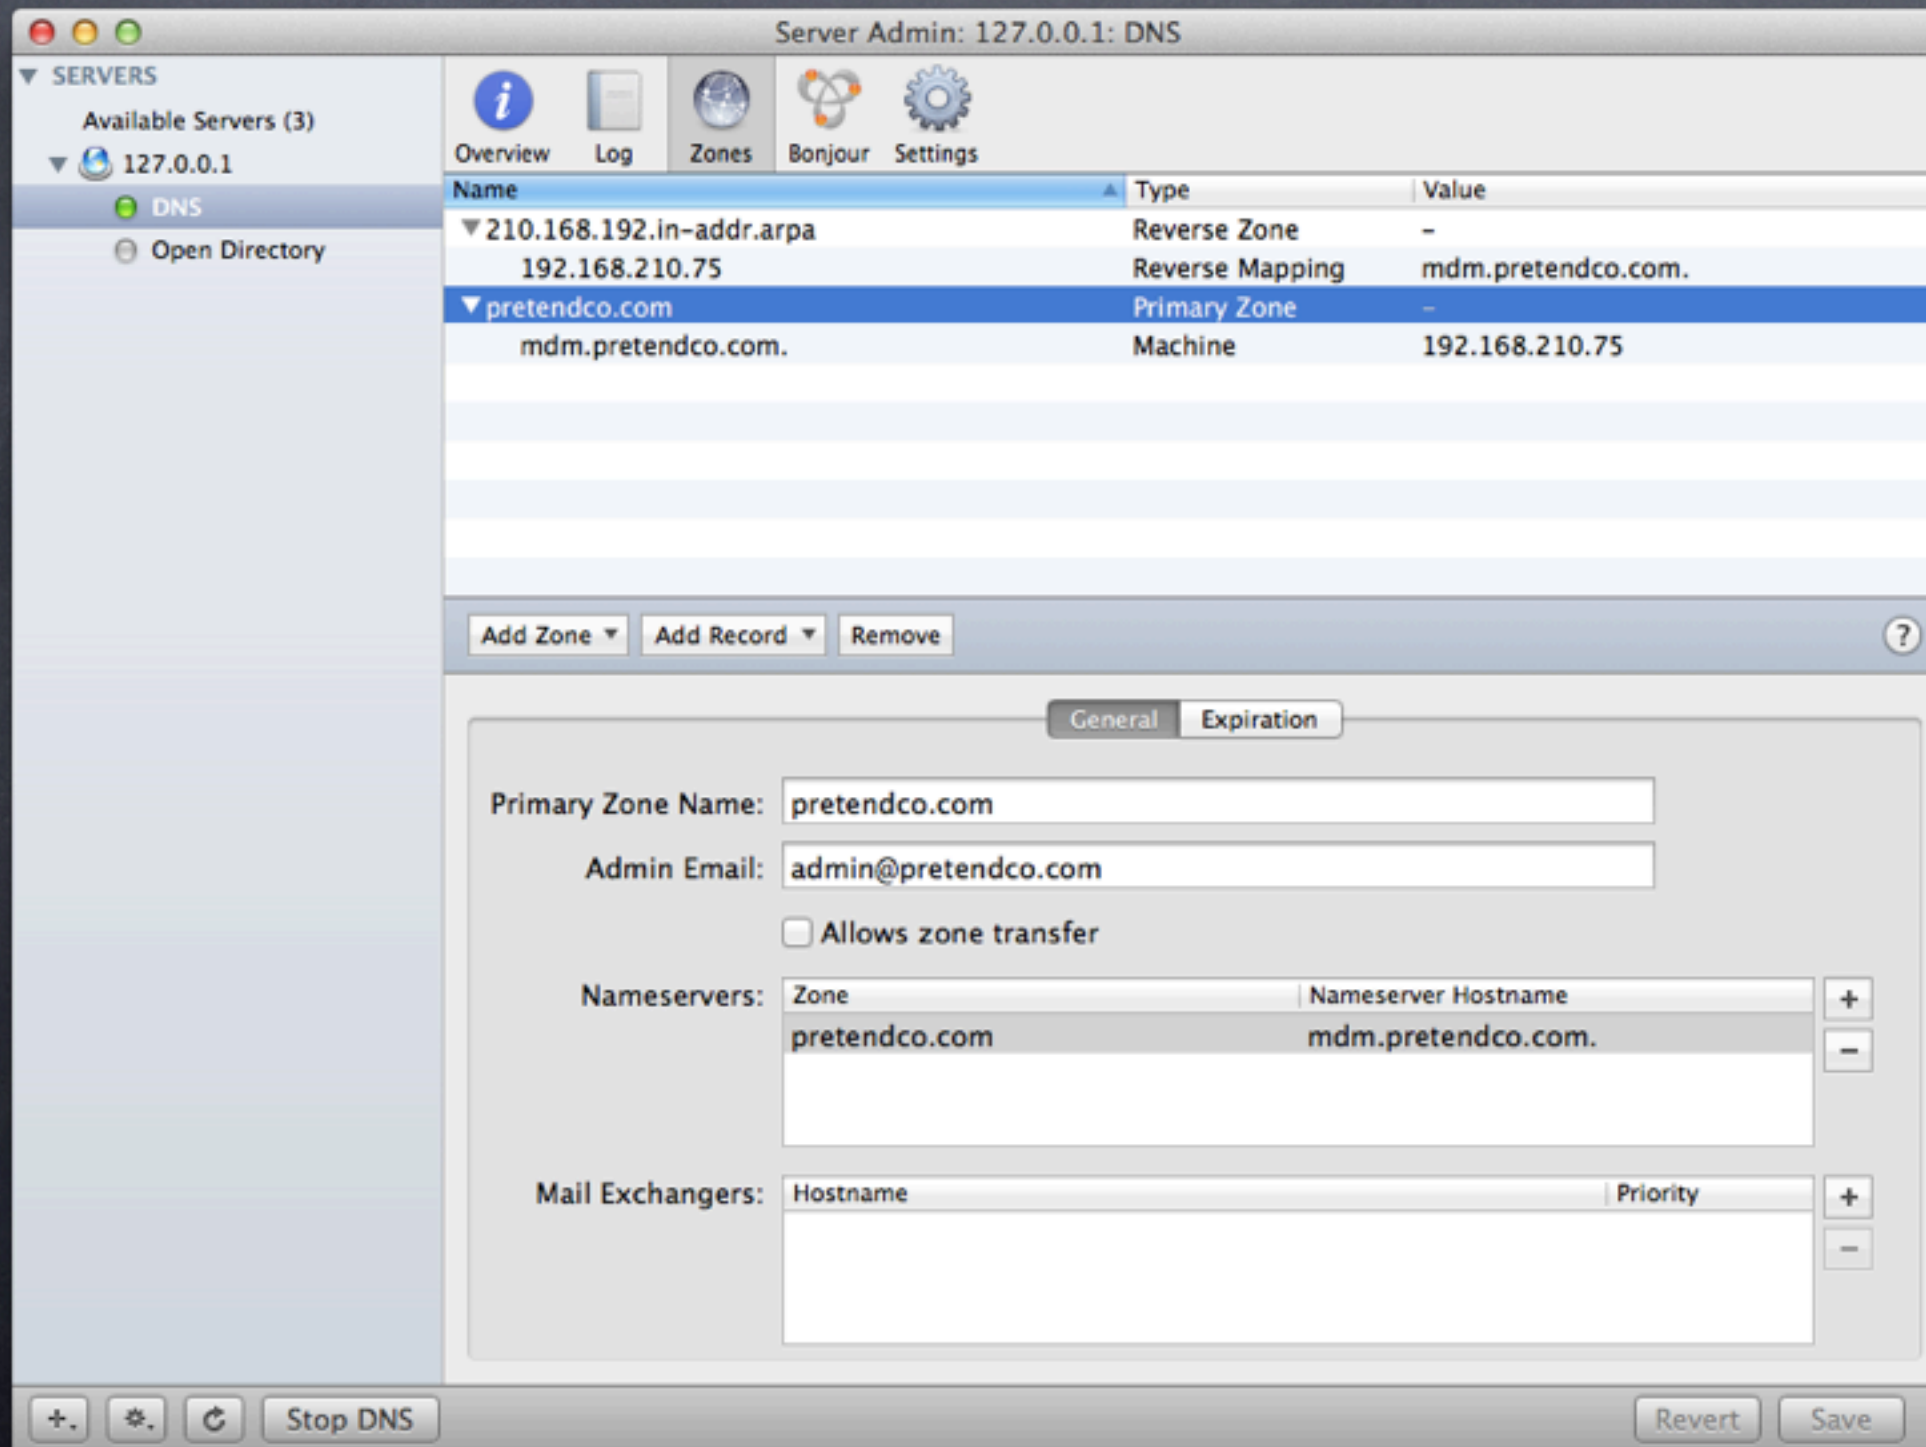 Server Admin: 127.0.0.1: DNS
SERVERS
Available Servers (3)
127.0.0.1
DNS
Open Directory
Overview Log Zones Bonjour Settings
Name Type Value
210.168.192.in-addr.arpa Reverse Zone –
192.168.210.75 Reverse Mapping mdm.pretendco.com.
pretendco.com Primary Zone –
mdm.pretendco.com. Machine 192.168.210.75
Add Zone Add Record Remove ?
General Expiration
Primary Zone Name: pretendco.com
Admin Email: admin@pretendco.com
Allows zone transfer
Nameservers: Zone Nameserver Hostname
pretendco.com mdm.pretendco.com.
Mail Exchangers: Hostname Priority
Stop DNS Revert Save